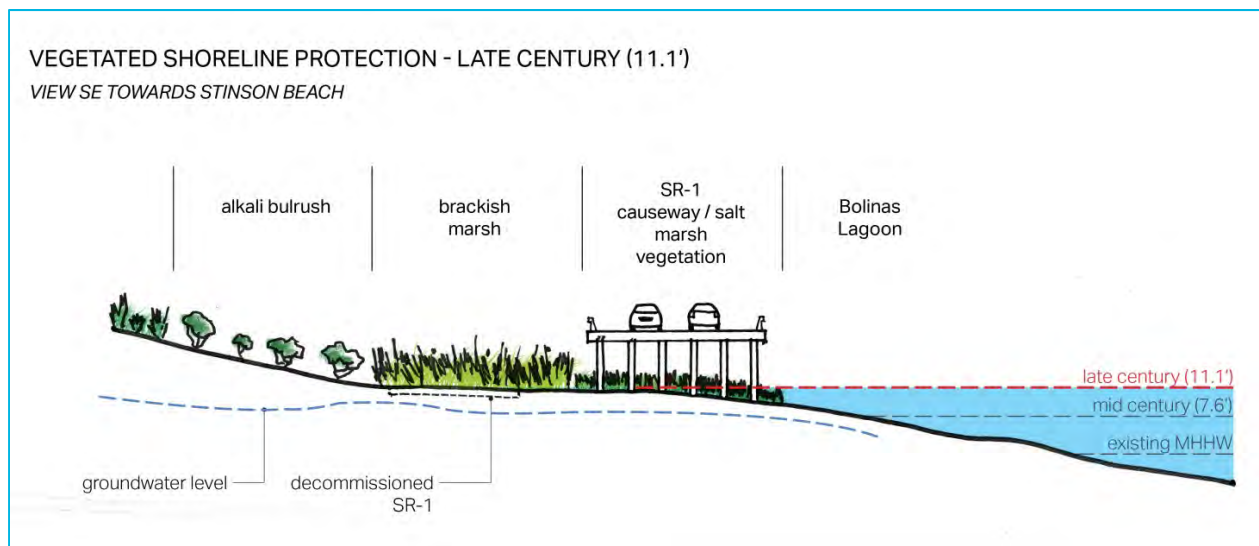 VEGETATED SHORELINE PROTECTION - LATE CENTURY (11.1')
VIEW SE TOWARDS STINSON BEACH
alkali bulrush
brackish
marsh
SR-1
causeway / salt
marsh
vegetation
Bolinas
Lagoon
late century (11.1')
mid century (7.6')
existing MHHW
groundwater level
decommissioned
SR-1